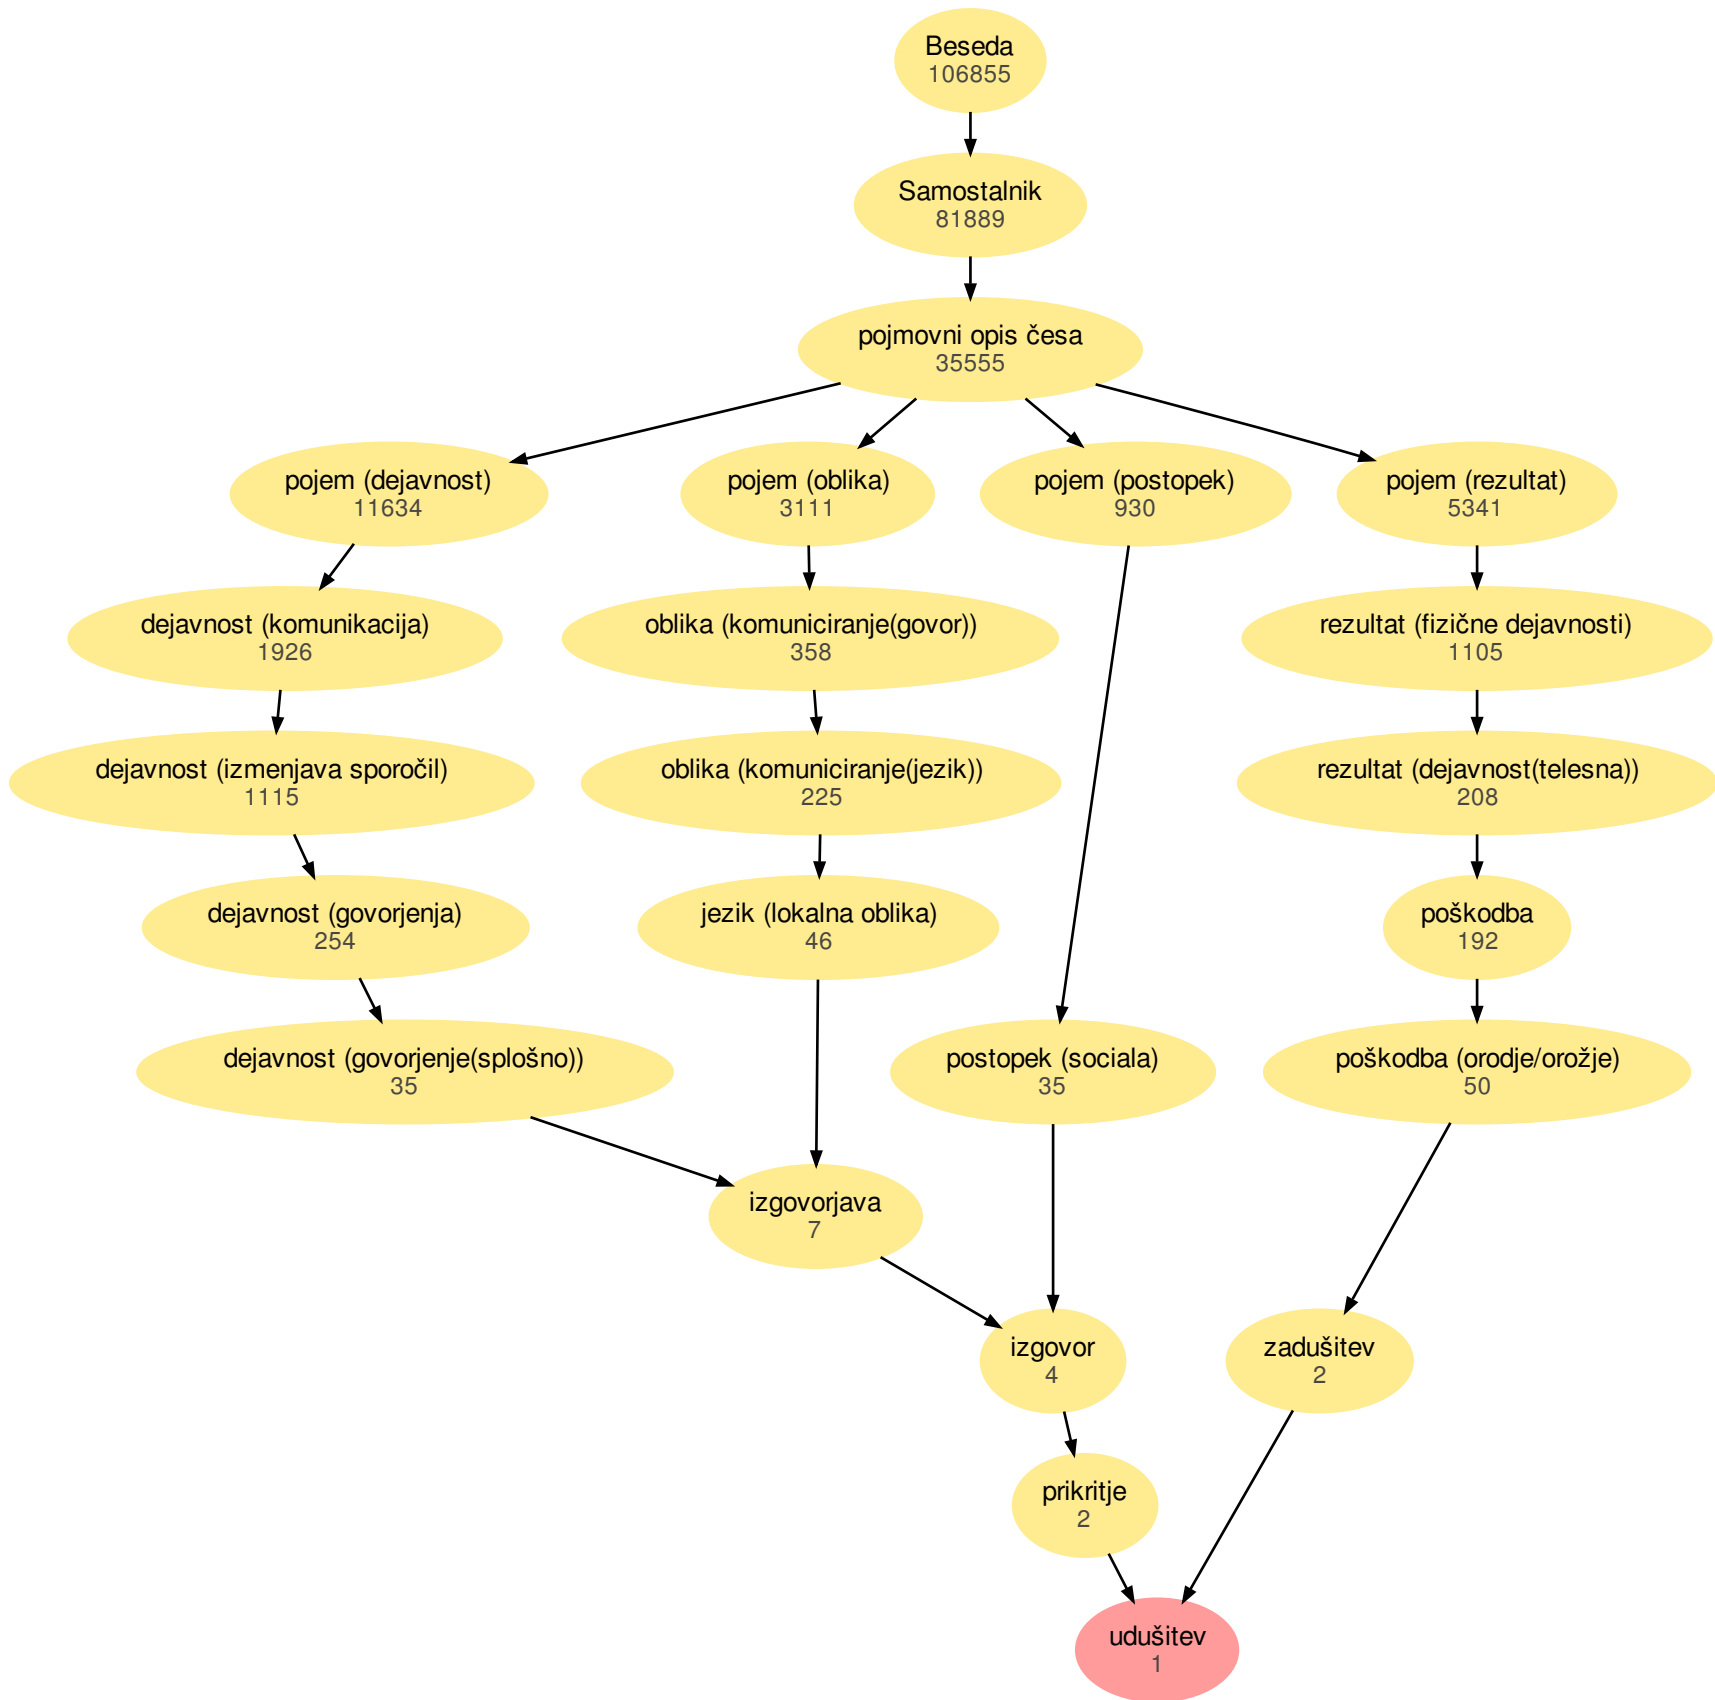 Beseda
106855
Samostalnik
81889
pojmovni opis česa
35555
pojem (dejavnost)
11634
pojem (oblika)
3111
pojem (postopek)
930
pojem (rezultat)
5341
dejavnost (komunikacija)
1926
oblika (komuniciranje(govor))
358
rezultat (fizične dejavnosti)
1105
dejavnost (izmenjava sporočil)
1115
oblika (komuniciranje(jezik))
225
rezultat (dejavnost(telesna))
208
dejavnost (govorjenja)
254
jezik (lokalna oblika)
46
poškodba
192
dejavnost (govorjenje(splošno))
35
postopek (sociala)
35
poškodba (orodje/orožje)
50
izgovorjava
7
izgovor
4
zadušitev
2
prikritje
2
udušitev
1